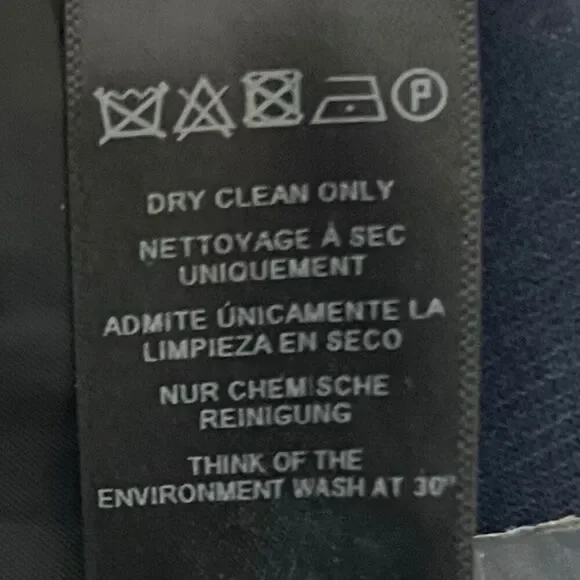 P
DRY CLEAN ONLY
NETTOYAGE À SEC
UNIQUEMENT
ADMITE ÚNICAMENTE LA
LIMPIEZA EN SECO
NUR CHEMISCHE
REINIGUNG
THINK OF THE
ENVIRONMENT WASH AT 30°